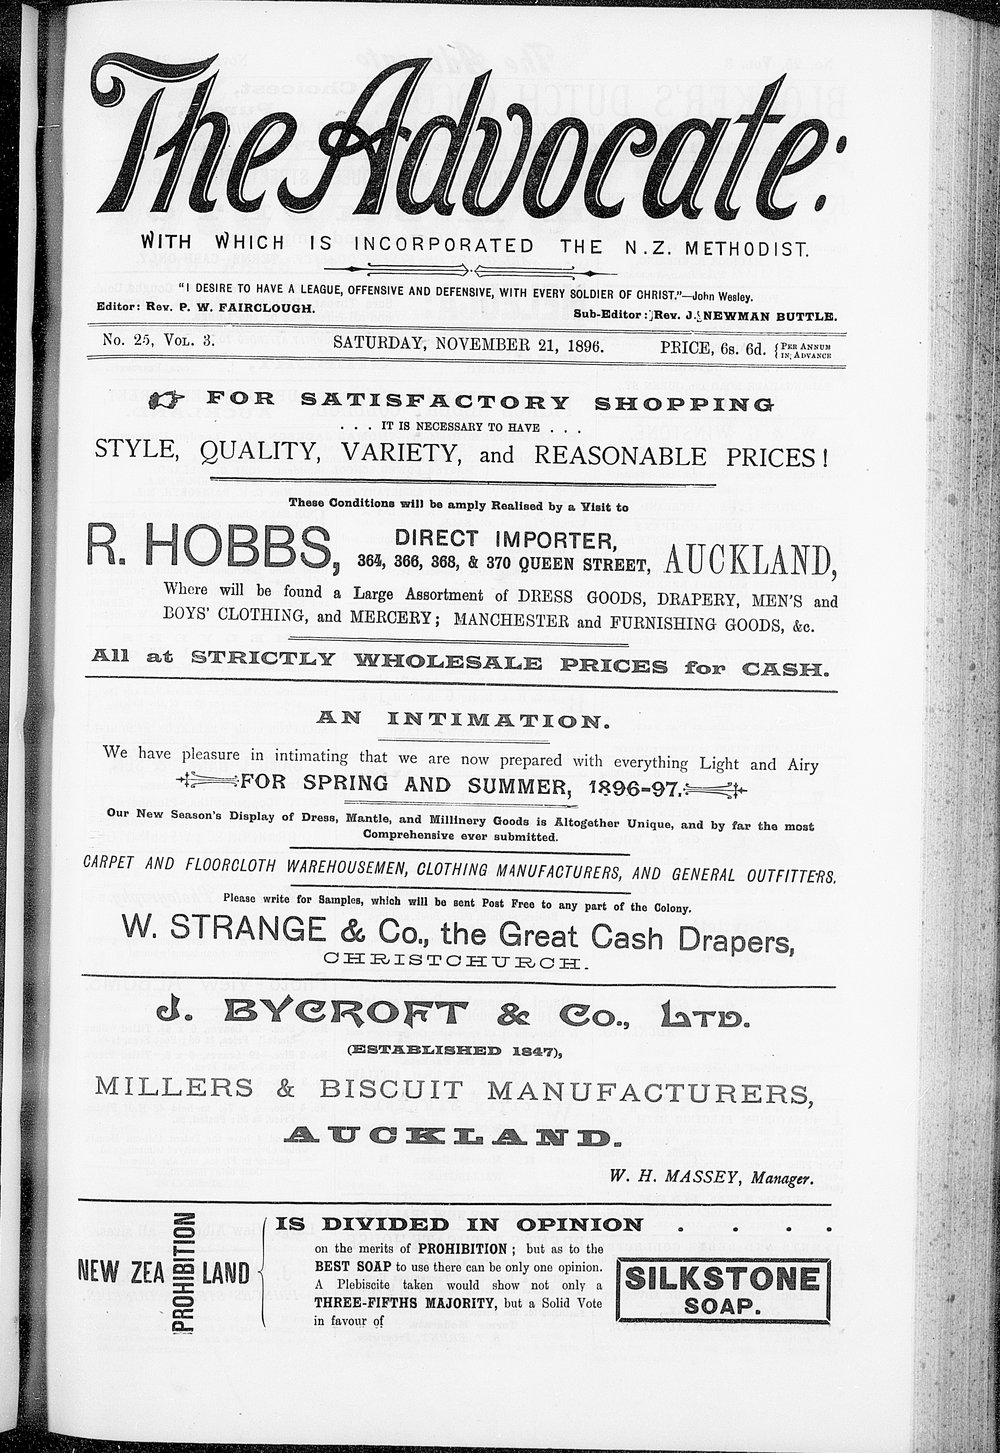 The Advocate:
WITH WHICH IS INCORPORATED THE N.Z. METHODIST.
"I DESIRE TO HAVE A LEAGUE, OFFENSIVE AND DEFENSIVE, WITH EVERY SOLDIER OF CHRIST."—John Wesley.
Editor: Rev. P. W. FAIRCLOUGH.
Sub-Editor: Rev. J. NEWMAN BUTTLE.
No. 25, VOL. 3. SATURDAY, NOVEMBER 21, 1896. PRICE, 6s. 6d. {PER ANNUM IN ADVANCE
FOR SATISFACTORY SHOPPING
. . . IT IS NECESSARY TO HAVE . . .
STYLE, QUALITY, VARIETY, and REASONABLE PRICES!
These Conditions will be amply Realised by a Visit to
R. HOBBS, DIRECT IMPORTER, 364, 366, 368, & 370 QUEEN STREET, AUCKLAND,
Where will be found a Large Assortment of DRESS GOODS, DRAPERY, MEN'S and
BOYS' CLOTHING, and MERCERY; MANCHESTER and FURNISHING GOODS, &c.
All at STRICTLY WHOLESALE PRICES for CASH.
AN INTIMATION.
We have pleasure in intimating that we are now prepared with everything Light and Airy
FOR SPRING AND SUMMER, 1896-97.
Our New Season's Display of Dress, Mantle, and Millinery Goods is Altogether Unique, and by far the most
Comprehensive ever submitted.
CARPET AND FLOORCLOTH WAREHOUSEMEN, CLOTHING MANUFACTURERS, AND GENERAL OUTFITTERS.
Please write for Samples, which will be sent Post Free to any part of the Colony.
W. STRANGE & Co., the Great Cash Drapers,
CHRISTCHURCH.
J. BYCROFT & Co., LTD.
(ESTABLISHED 1847),
MILLERS & BISCUIT MANUFACTURERS,
AUCKLAND.
W. H. MASSEY, Manager.
NEW ZEA PROHIBITION LAND
IS DIVIDED IN OPINION . . . .
on the merits of PROHIBITION; but as to the
BEST SOAP to use there can be only one opinion.
A Plebiscite taken would show not only a
THREE-FIFTHS MAJORITY, but a Solid Vote
in favour of
SILKSTONE
SOAP.